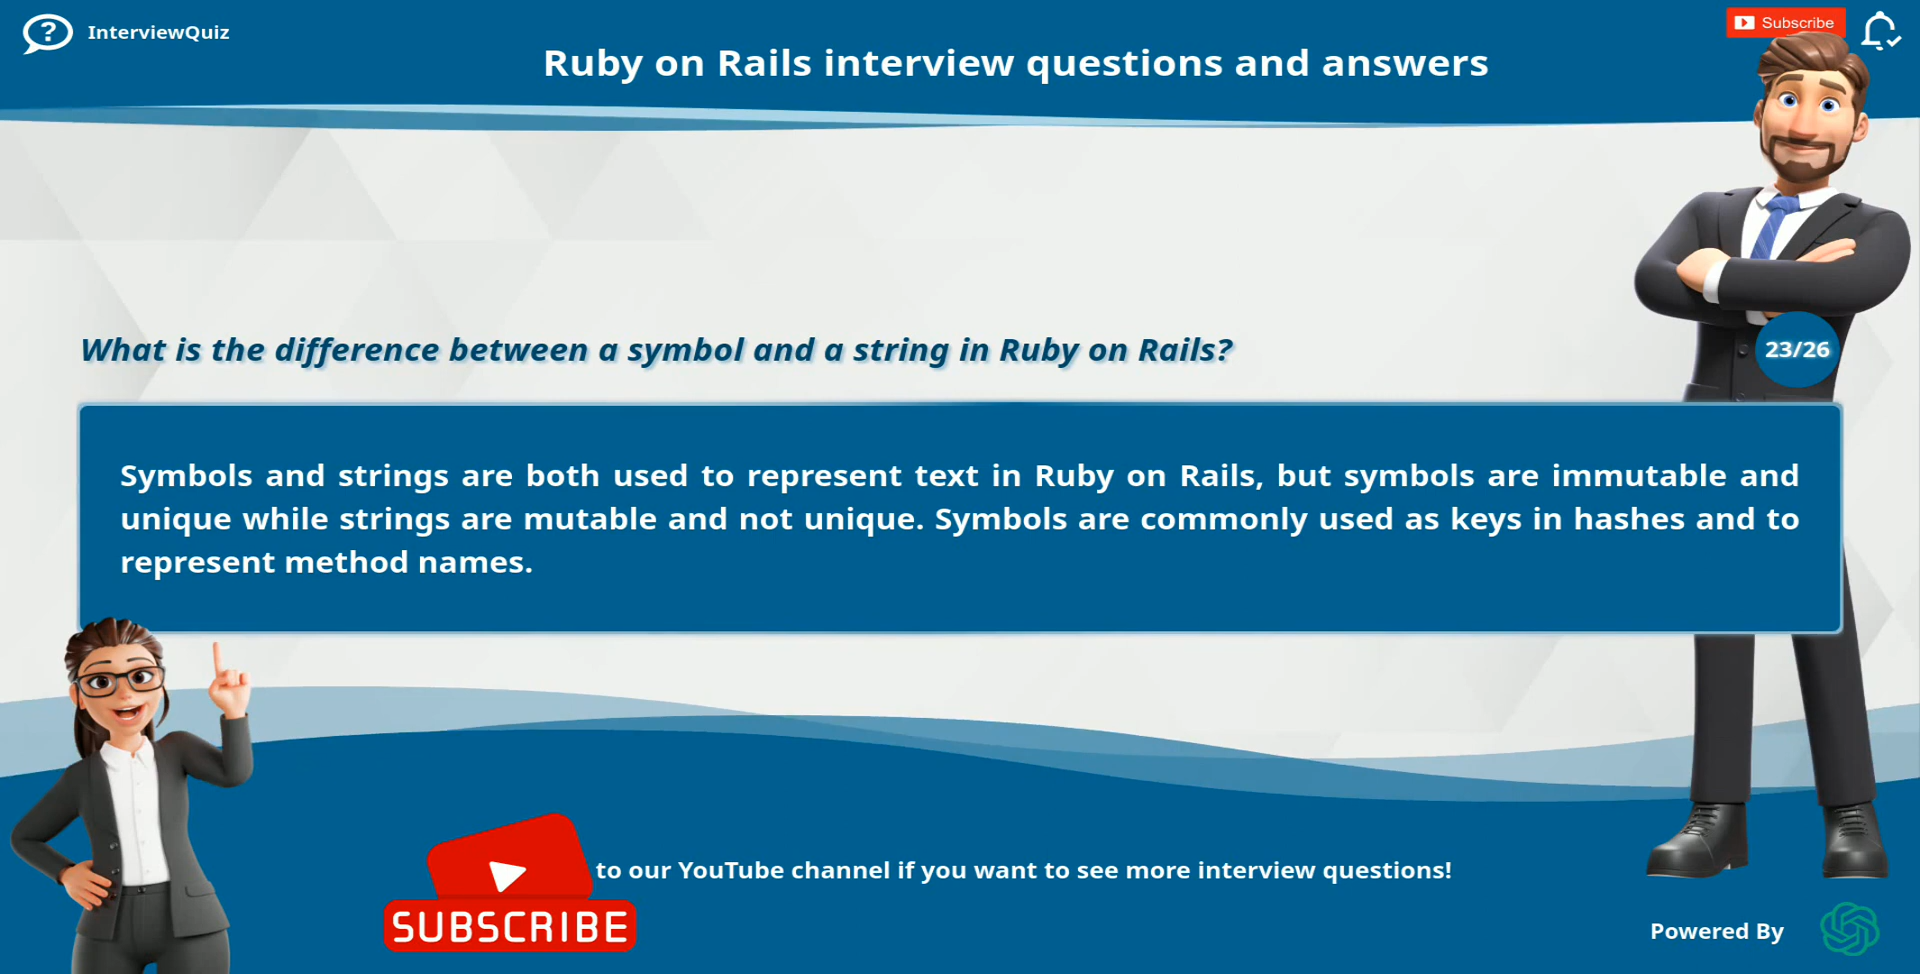 InterviewQuiz
Subscribe
Ruby on Rails interview questions and answers
What is the difference between a symbol and a string in Ruby on Rails?
23/26
Symbols and strings are both used to represent text in Ruby on Rails, but symbols are immutable and
unique while strings are mutable and not unique. Symbols are commonly used as keys in hashes and to
represent method names.
to our YouTube channel if you want to see more interview questions!
SUBSCRIBE
Powered By